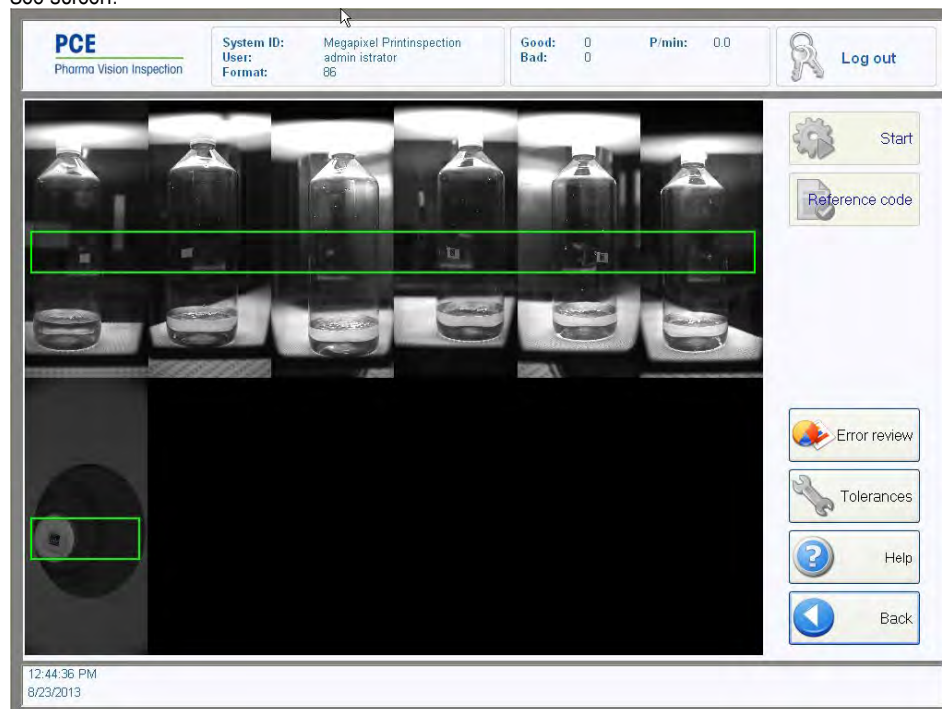 see screen.
PCE
Pharma Vision Inspection
System ID: Megapixel Printinspection
User: admin istrator
Format: 86
Good: 0 P/min: 0.0
Bad: 0
Log out
Start
Reference code
Error review
Tolerances
Help
Back
12:44:36 PM
8/23/2013